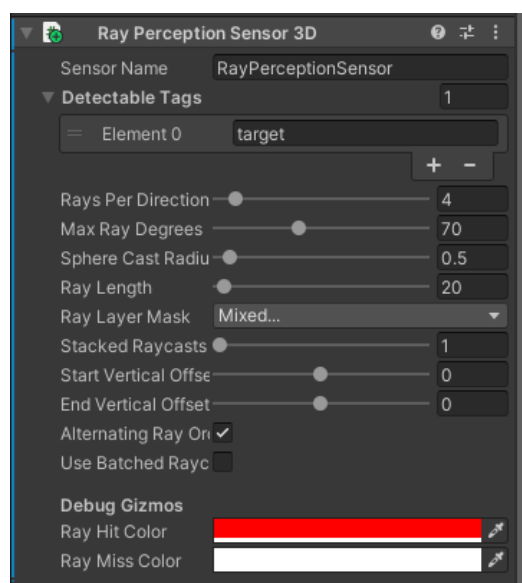 Ray Perception Sensor 3D
Sensor Name RayPerceptionSensor
Detectable Tags 1
Element 0 target
+ -
Rays Per Direction 4
Max Ray Degrees 70
Sphere Cast Radiu 0.5
Ray Length 20
Ray Layer Mask Mixed...
Stacked Raycasts 1
Start Vertical Offse 0
End Vertical Offset 0
Alternating Ray Or
Use Batched Rayc
Debug Gizmos
Ray Hit Color
Ray Miss Color